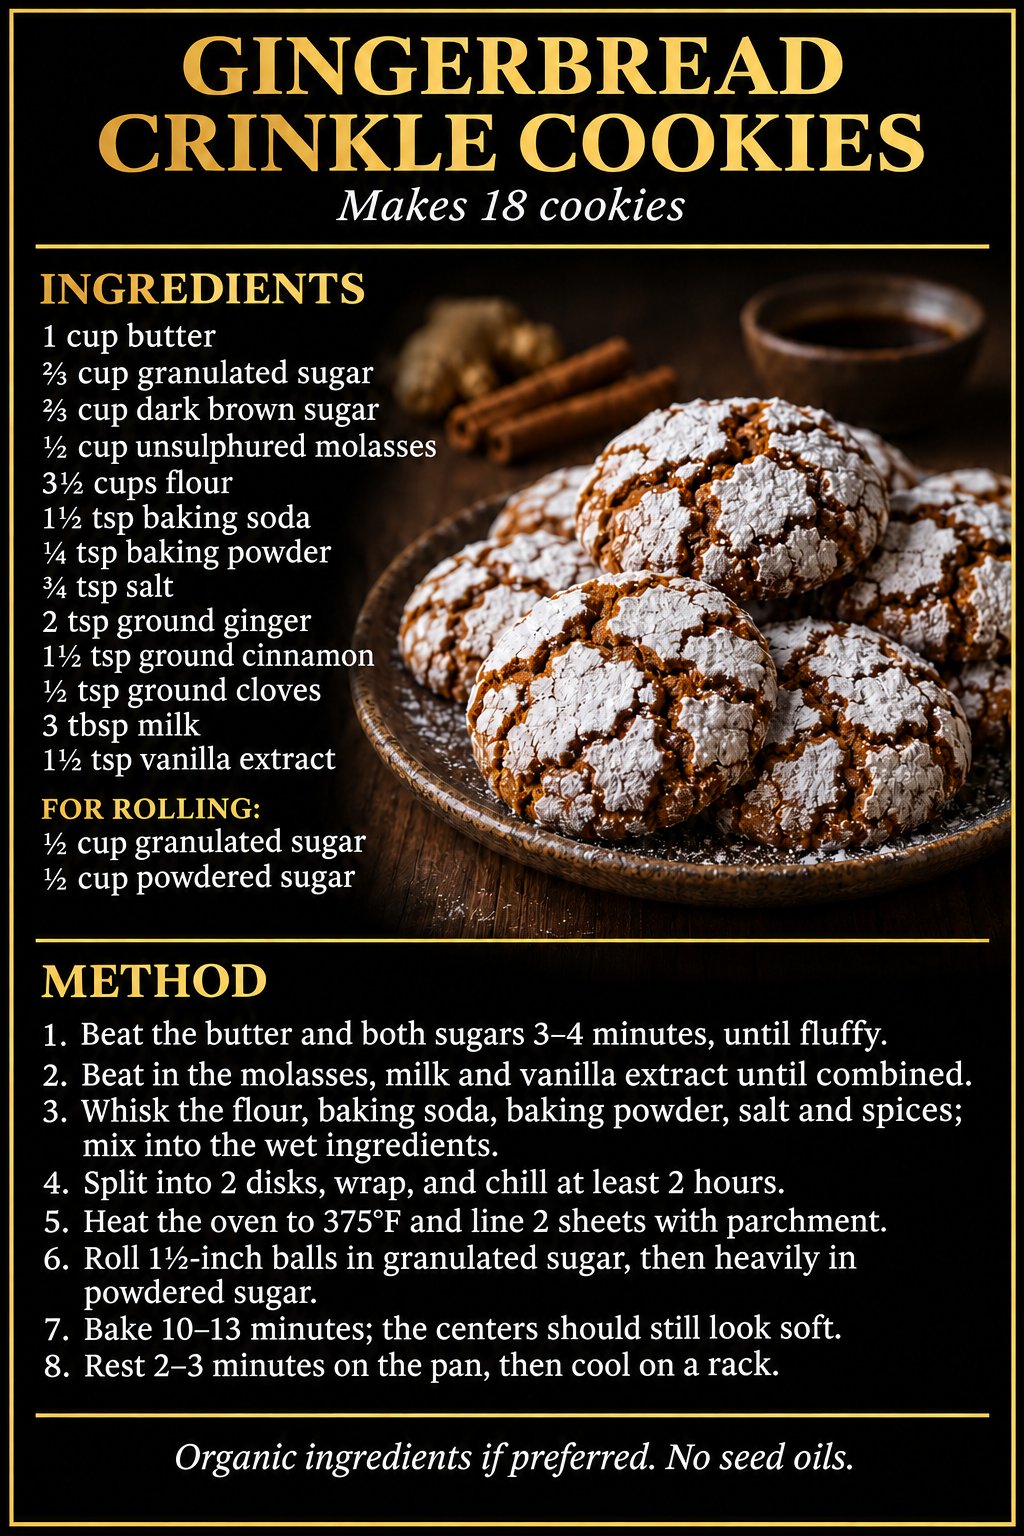 GINGERBREAD
CRINKLE COOKIES
Makes 18 cookies
INGREDIENTS
1 cup butter
⅔ cup granulated sugar
⅔ cup dark brown sugar
½ cup unsulphured molasses
3½ cups flour
1½ tsp baking soda
¼ tsp baking powder
¾ tsp salt
2 tsp ground ginger
1½ tsp ground cinnamon
½ tsp ground cloves
3 tbsp milk
1½ tsp vanilla extract
FOR ROLLING:
½ cup granulated sugar
½ cup powdered sugar
METHOD
1. Beat the butter and both sugars 3–4 minutes, until fluffy.
2. Beat in the molasses, milk and vanilla extract until combined.
3. Whisk the flour, baking soda, baking powder, salt and spices;
mix into the wet ingredients.
4. Split into 2 disks, wrap, and chill at least 2 hours.
5. Heat the oven to 375°F and line 2 sheets with parchment.
6. Roll 1½-inch balls in granulated sugar, then heavily in
powdered sugar.
7. Bake 10–13 minutes; the centers should still look soft.
8. Rest 2–3 minutes on the pan, then cool on a rack.
Organic ingredients if preferred. No seed oils.